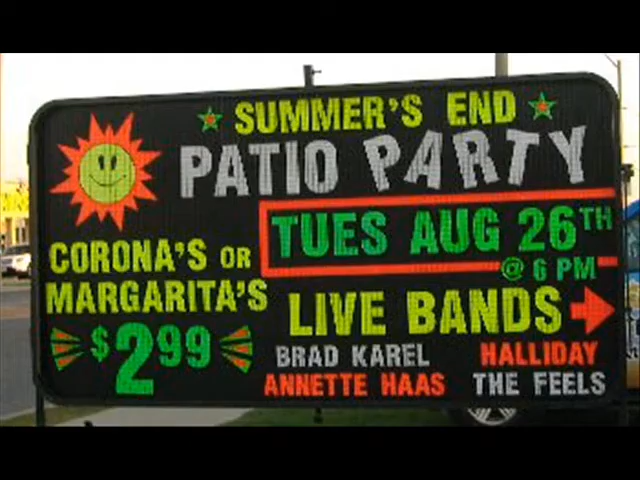 SUMMER'S END
PATIO PARTY
TUES AUG 26TH
@ 6 PM
CORONA'S OR
MARGARITA'S
$2.99
LIVE BANDS
BRAD KAREL HALLIDAY
ANNETTE HAAS THE FEELS